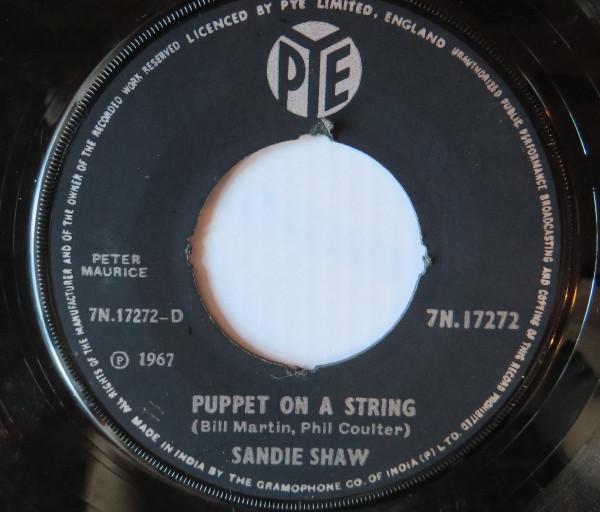 ALL RIGHTS OF THE MANUFACTURER AND OF THE OWNER OF THE RECORDED WORK RESERVED LICENCED BY PYE LIMITED, ENGLAND UNAUTHORIZED PUBLIC PERFORMANCE BROADCASTING AND COPYING OF THIS RECORD PROHIBITED
PYE
PETER
MAURICE
7N.17272-D
7N.17272
Ⓟ 1967
PUPPET ON A STRING
(Bill Martin, Phil Coulter)
SANDIE SHAW
MADE IN INDIA BY THE GRAMOPHONE CO. OF INDIA (P) LTD.